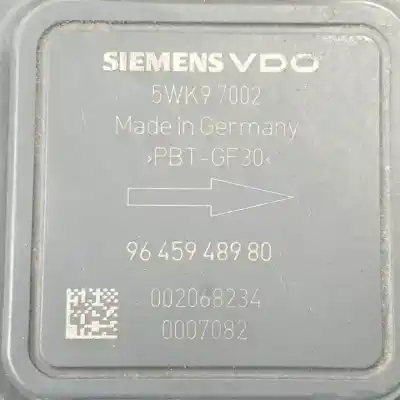 SIEMENS VDO
5WK9 7002
Made in Germany
›PBT-GF30‹
96 459 489 80
002068234
0007082